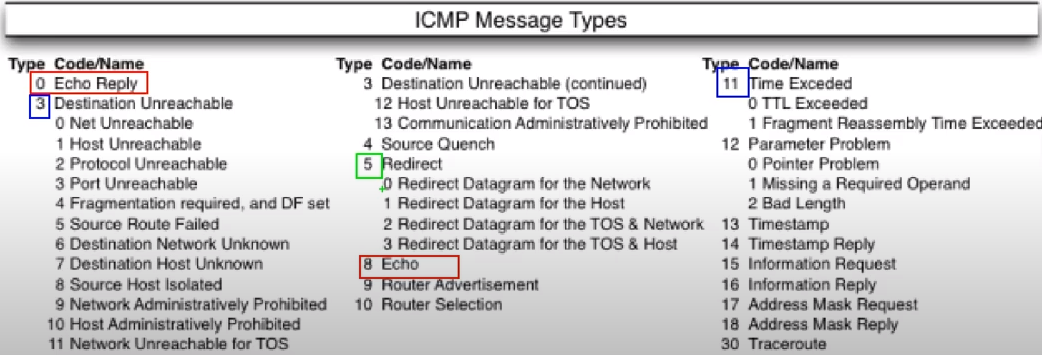 ICMP Message Types
Type Code/Name
0 Echo Reply
3 Destination Unreachable
0 Net Unreachable
1 Host Unreachable
2 Protocol Unreachable
3 Port Unreachable
4 Fragmentation required, and DF set
5 Source Route Failed
6 Destination Network Unknown
7 Destination Host Unknown
8 Source Host Isolated
9 Network Administratively Prohibited
10 Host Administratively Prohibited
11 Network Unreachable for TOS
Type Code/Name
3 Destination Unreachable (continued)
12 Host Unreachable for TOS
13 Communication Administratively Prohibited
4 Source Quench
5 Redirect
0 Redirect Datagram for the Network
1 Redirect Datagram for the Host
2 Redirect Datagram for the TOS & Network
3 Redirect Datagram for the TOS & Host
8 Echo
9 Router Advertisement
10 Router Selection
Type Code/Name
11 Time Exceded
0 TTL Exceeded
1 Fragment Reassembly Time Exceeded
12 Parameter Problem
0 Pointer Problem
1 Missing a Required Operand
2 Bad Length
13 Timestamp
14 Timestamp Reply
15 Information Request
16 Information Reply
17 Address Mask Request
18 Address Mask Reply
30 Traceroute